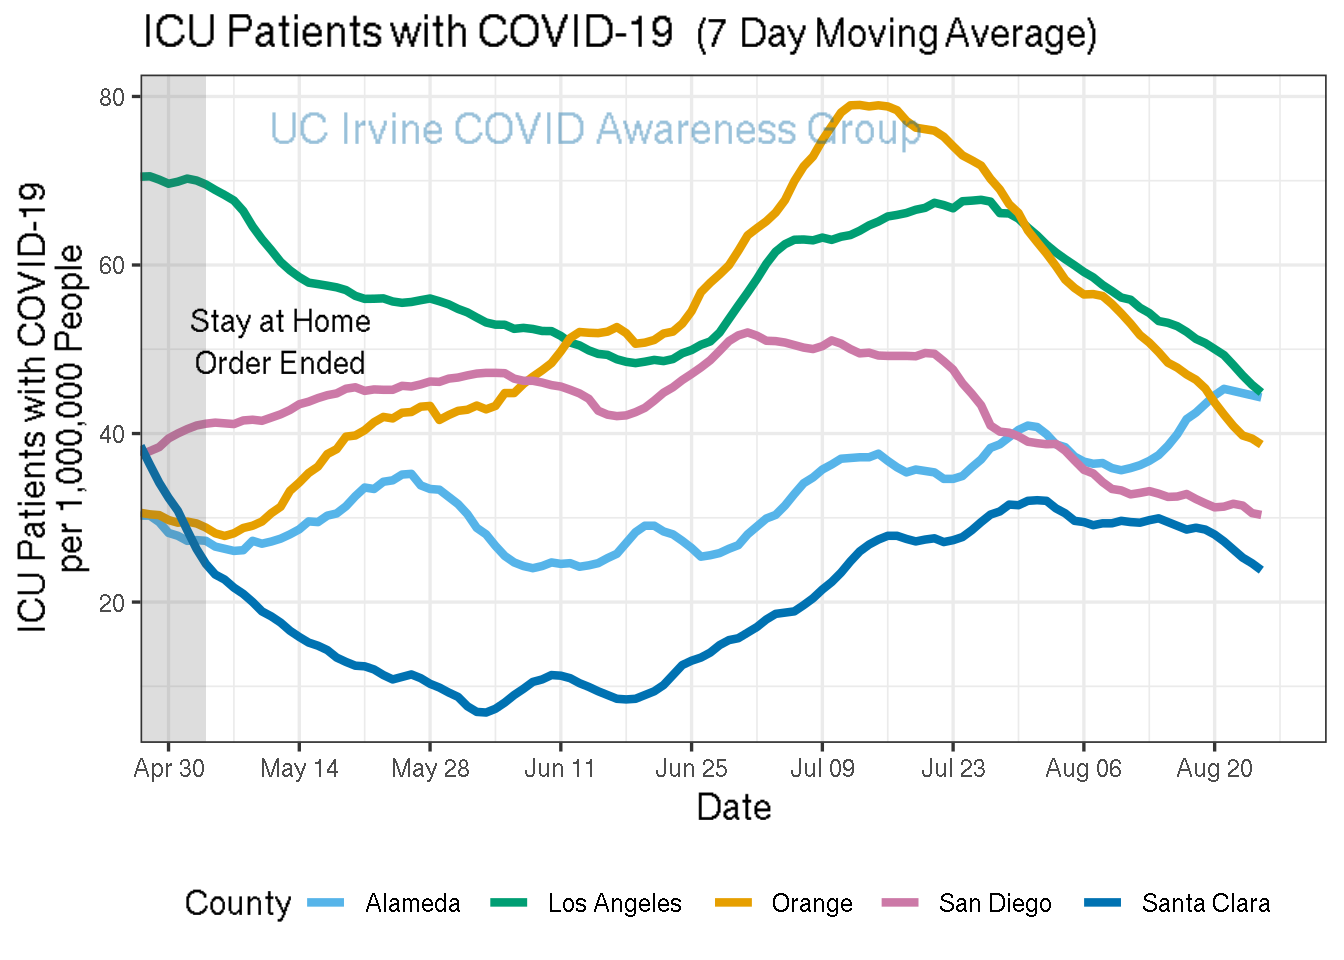 ICU Patients with COVID-19 (7 Day Moving Average)
UC Irvine COVID Awareness Group
ICU Patients with COVID-19
per 1,000,000 People
80
60
40
20
Stay at Home
Order Ended
Apr 30 May 14 May 28 Jun 11 Jun 25 Jul 09 Jul 23 Aug 06 Aug 20
Date
County Alameda Los Angeles Orange San Diego Santa Clara